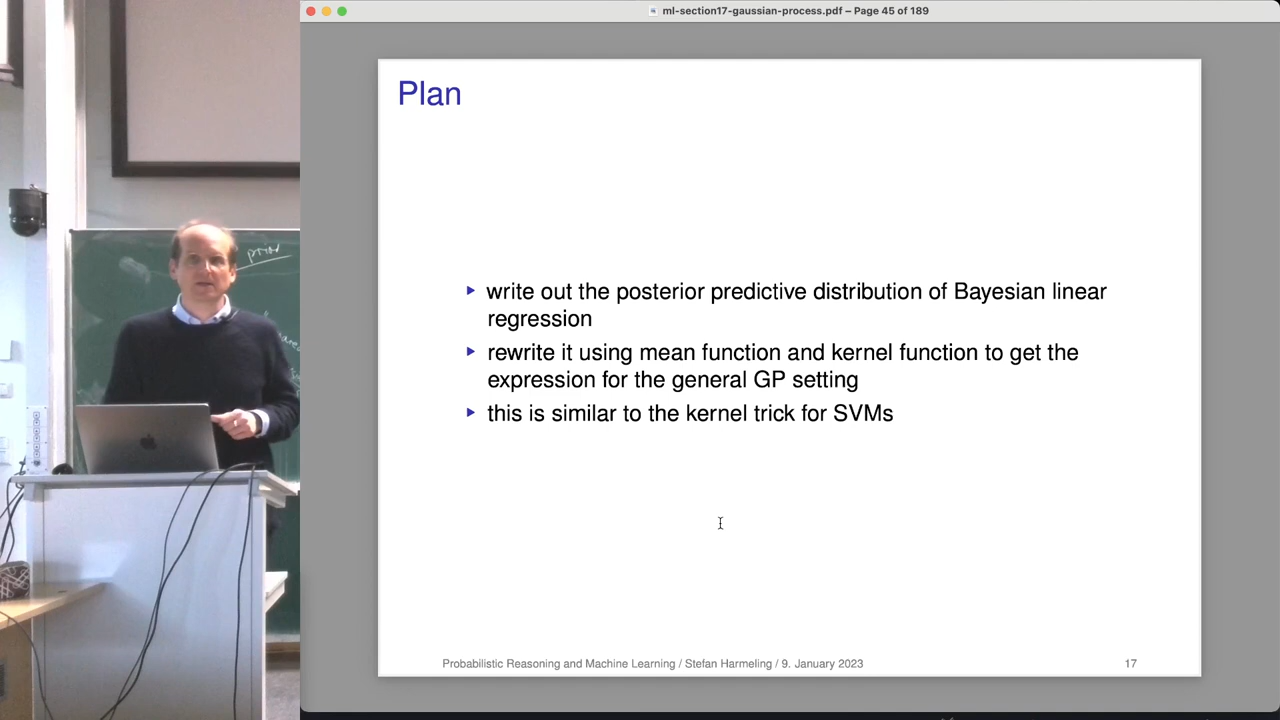 ml-section17-gaussian-process.pdf – Page 45 of 189
Plan
prior
write out the posterior predictive distribution of Bayesian linear
regression
rewrite it using mean function and kernel function to get the
expression for the general GP setting
this is similar to the kernel trick for SVMs
Probabilistic Reasoning and Machine Learning / Stefan Harmeling / 9. January 2023
17